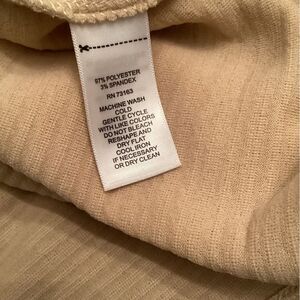 97% POLYESTER
3% SPANDEX
RN 73163
MACHINE WASH
COLD
GENTLE CYCLE
WITH LIKE COLORS
DO NOT BLEACH
RESHAPE AND
DRY FLAT
COOL IRON
IF NECESSARY
OR DRY CLEAN